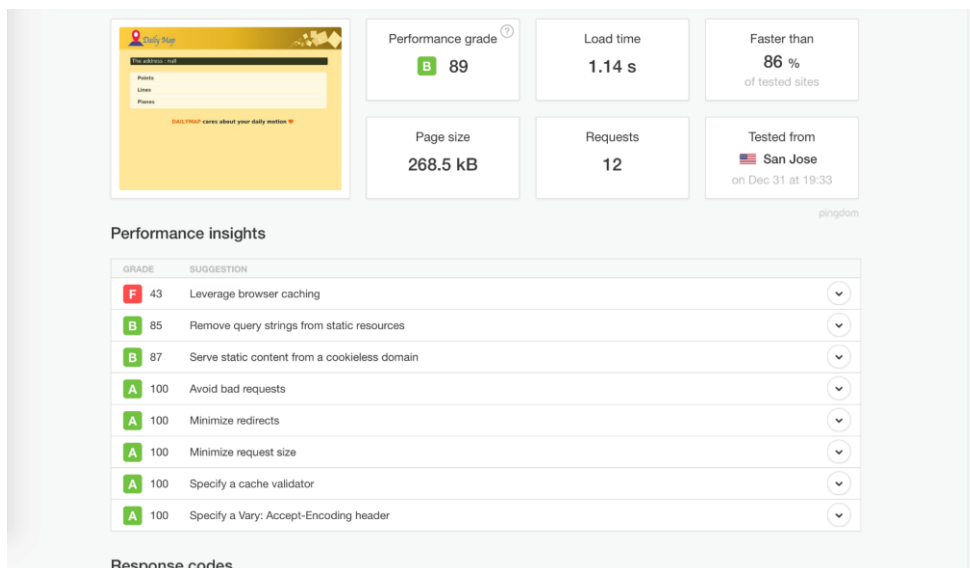 Daily Map
The address : null
Points
Lines
Planes
DAILYMAP cares about your daily motion
Performance grade ?
B 89
Load time
1.14 s
Faster than
86 %
of tested sites
Page size
268.5 kB
Requests
12
Tested from
San Jose
on Dec 31 at 19:33
pingdom
Performance insights
GRADE SUGGESTION
F 43 Leverage browser caching
B 85 Remove query strings from static resources
B 87 Serve static content from a cookieless domain
A 100 Avoid bad requests
A 100 Minimize redirects
A 100 Minimize request size
A 100 Specify a cache validator
A 100 Specify a Vary: Accept-Encoding header
Response codes